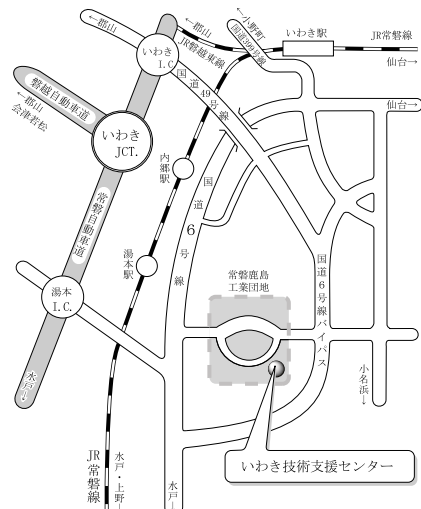 ←郡山
←郡山
JR磐越東線
←小野町
国道399号線
いわき駅
JR常磐線
仙台→
いわき
I.C
磐越自動車道
←郡山
会津若松
国道49号線
仙台→
いわき
JCT.
内郷駅
国道6号線
常磐自動車道
湯本駅
常磐鹿島
工業団地
国道6号線バイパス
湯本
I.C.
水戸→
小名浜→
いわき技術支援センター
JR常磐線
水戸・上野→
水戸→